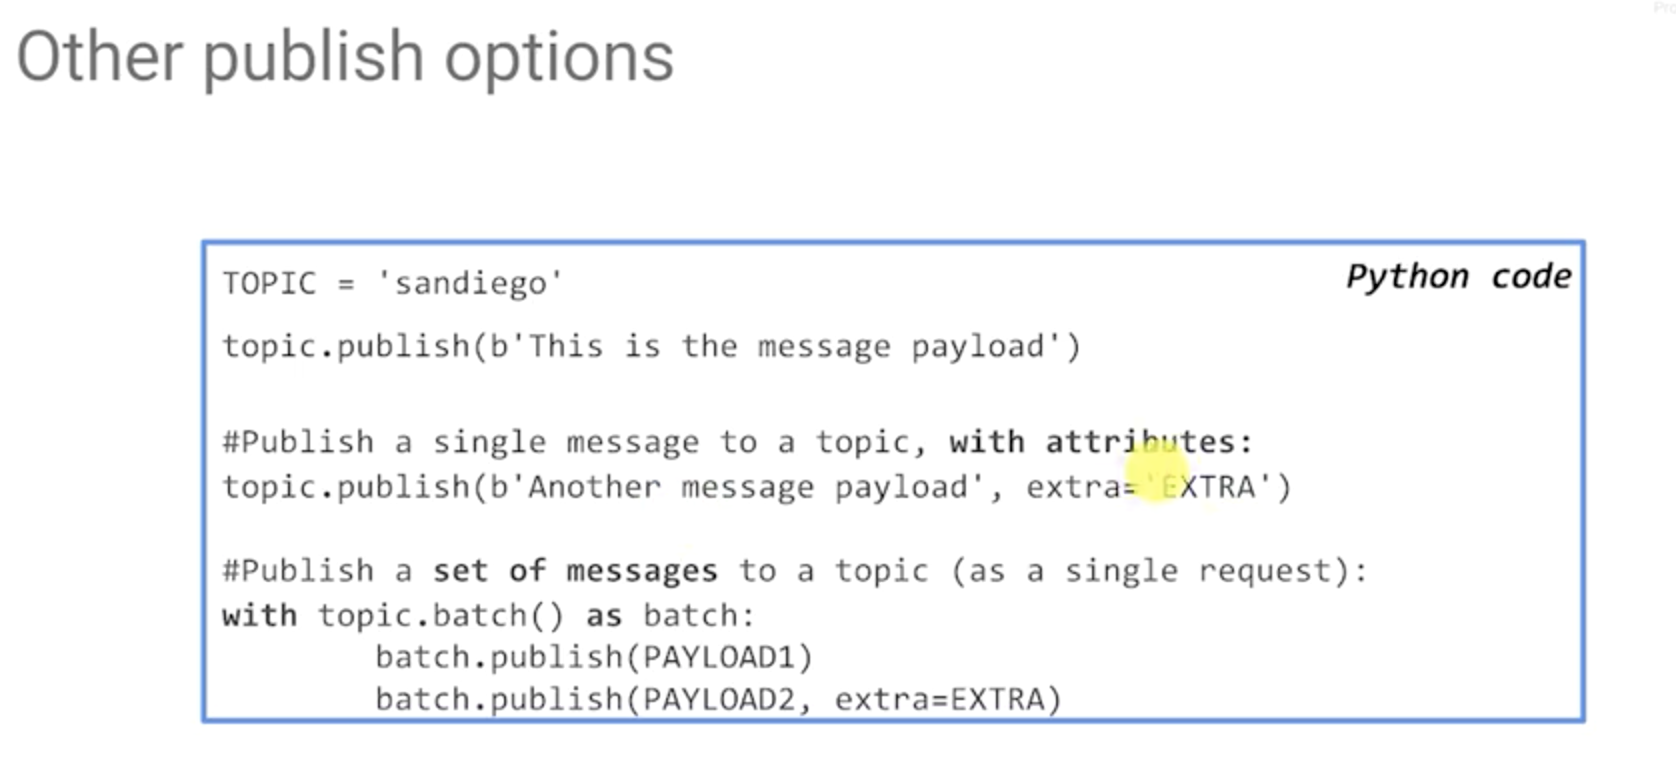 Other publish options
Python code
TOPIC = 'sandiego'
topic.publish(b'This is the message payload')
#Publish a single message to a topic, with attributes:
topic.publish(b'Another message payload', extra='EXTRA')
#Publish a set of messages to a topic (as a single request):
with topic.batch() as batch:
        batch.publish(PAYLOAD1)
        batch.publish(PAYLOAD2, extra=EXTRA)